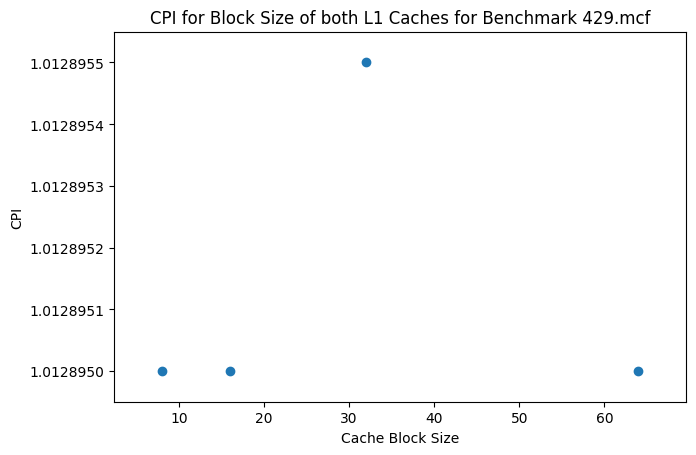 CPI for Block Size of both L1 Caches for Benchmark 429.mcf
1.0128955
1.0128954
1.0128953
1.0128952
1.0128951
1.0128950
CPI
10 20 30 40 50 60
Cache Block Size